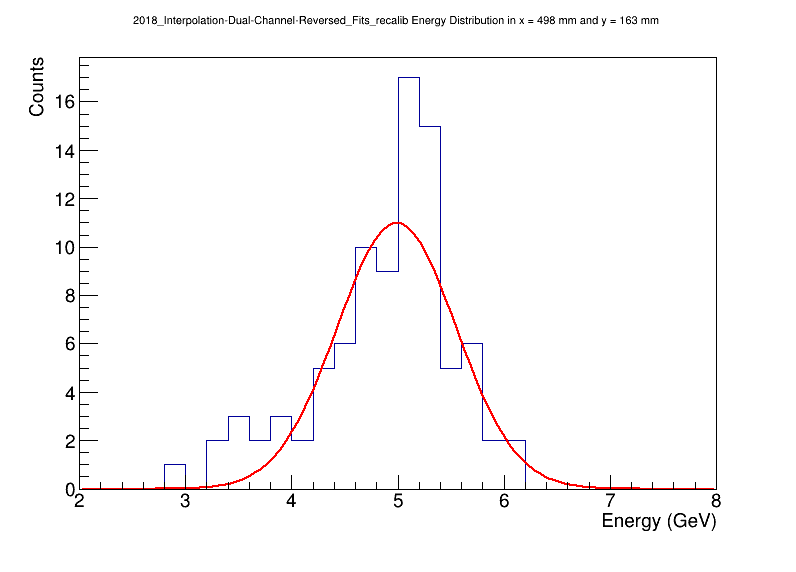 2018_Interpolation-Dual-Channel-Reversed_Fits_recalib Energy Distribution in x = 498 mm and y = 163 mm
Counts
16
14
12
10
8
6
4
2
0
2 3 4 5 6 7 8
Energy (GeV)